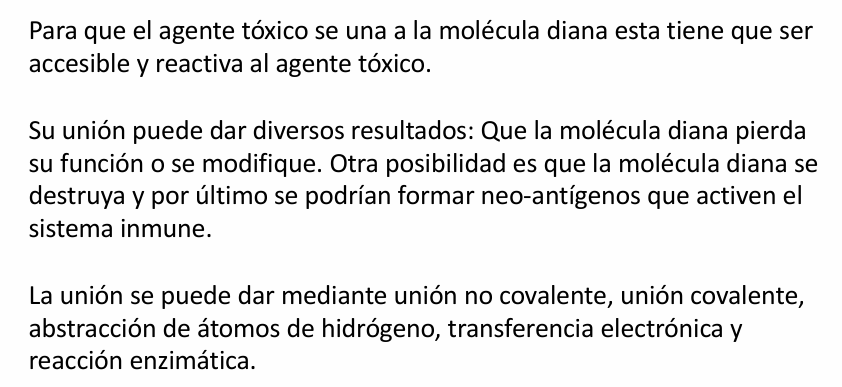 Para que el agente tóxico se una a la molécula diana esta tiene que ser
accesible y reactiva al agente tóxico.
Su unión puede dar diversos resultados: Que la molécula diana pierda
su función o se modifique. Otra posibilidad es que la molécula diana se
destruya y por último se podrían formar neo-antígenos que activen el
sistema inmune.
La unión se puede dar mediante unión no covalente, unión covalente,
abstracción de átomos de hidrógeno, transferencia electrónica y
reacción enzimática.